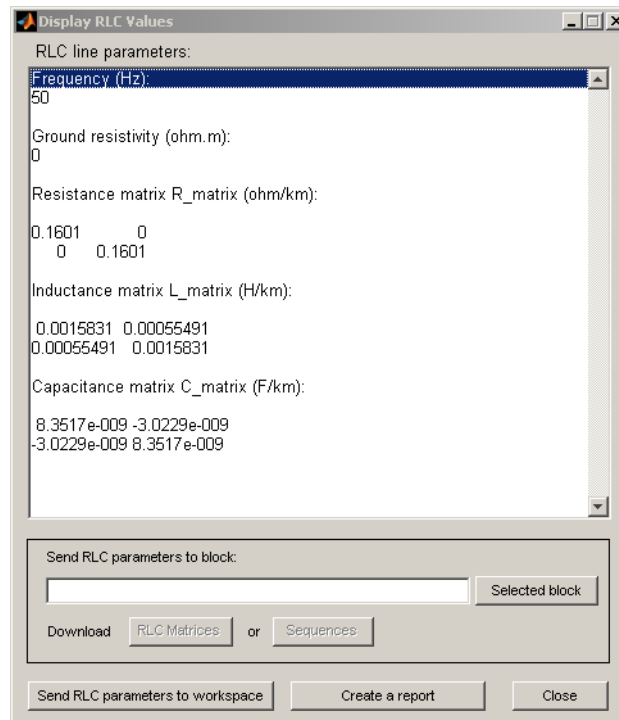 Display RLC Values
RLC line parameters:
Frequency (Hz):
50
Ground resistivity (ohm.m):
0
Resistance matrix R_matrix (ohm/km):
0.1601 0
0 0.1601
Inductance matrix L_matrix (H/km):
0.0015831 0.00055491
0.00055491 0.0015831
Capacitance matrix C_matrix (F/km):
8.3517e-009 -3.0229e-009
-3.0229e-009 8.3517e-009
Send RLC parameters to block:
Selected block
Download RLC Matrices or Sequences
Send RLC parameters to workspace Create a report Close